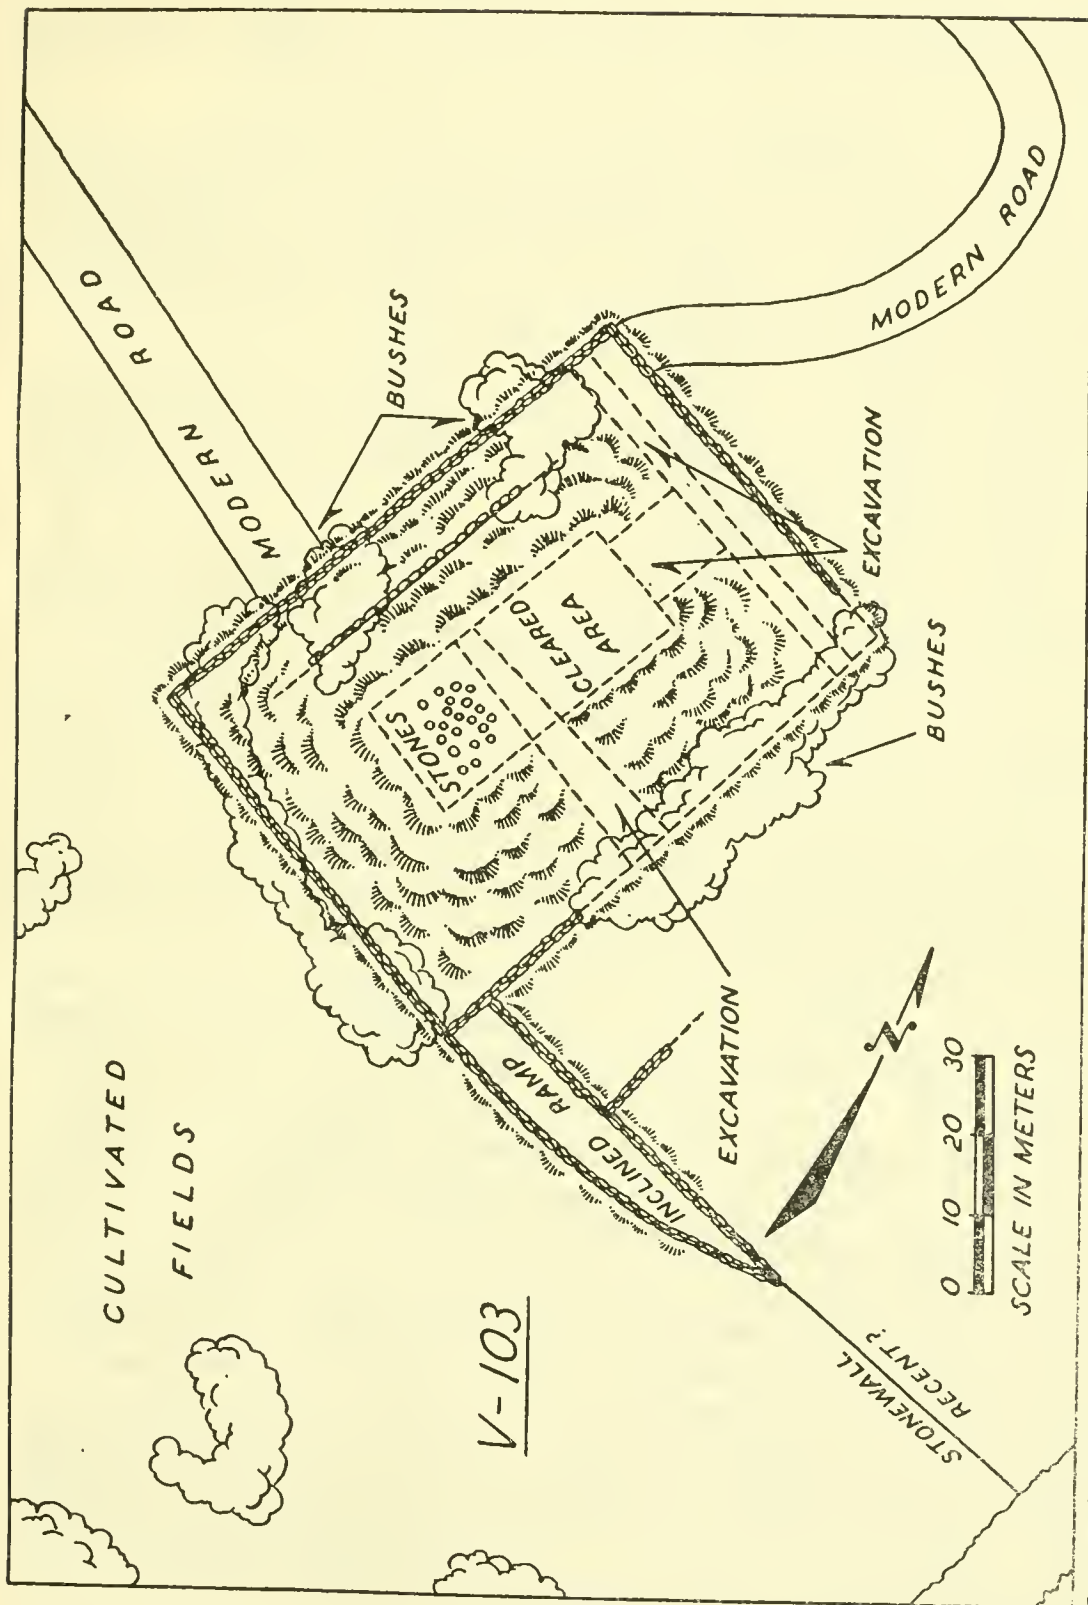 CULTIVATED
FIELDS
MODERN ROAD
BUSHES
STONES
CLEARED
AREA
MODERN ROAD
EXCAVATION
BUSHES
INCLINED RAMP
EXCAVATION
V-103
STONEWALL.
RECENT?
N
0 10 20 30
SCALE IN METERS